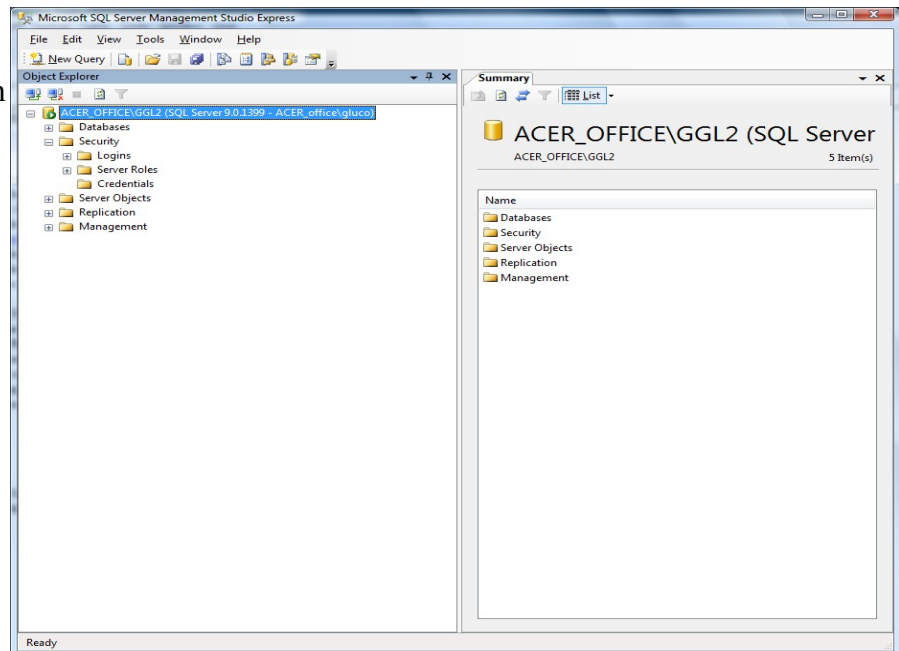 Microsoft SQL Server Management Studio Express
File Edit View Tools Window Help
New Query
Object Explorer
ACER_OFFICE\GGL2 (SQL Server 9.0.1399 - ACER_office\gluco)
Databases
Security
Logins
Server Roles
Credentials
Server Objects
Replication
Management
Summary
List
ACER_OFFICE\GGL2 (SQL Server
ACER_OFFICE\GGL2 5 Item(s)
Name
Databases
Security
Server Objects
Replication
Management
Ready